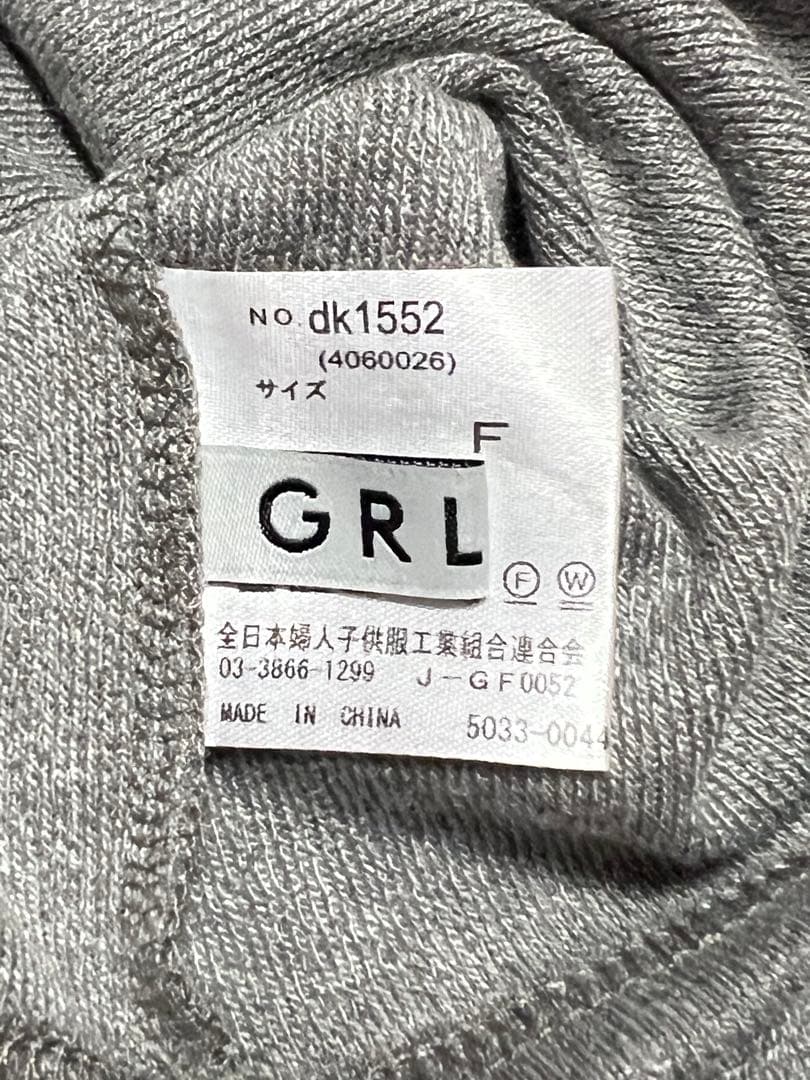 NO. dk1552
(4060026)
サイズ
F
GRL
Ⓕ Ⓦ
全日本婦人子供服工業組合連合会
03-3866-1299 J-GF0052
MADE IN CHINA 5033-0044